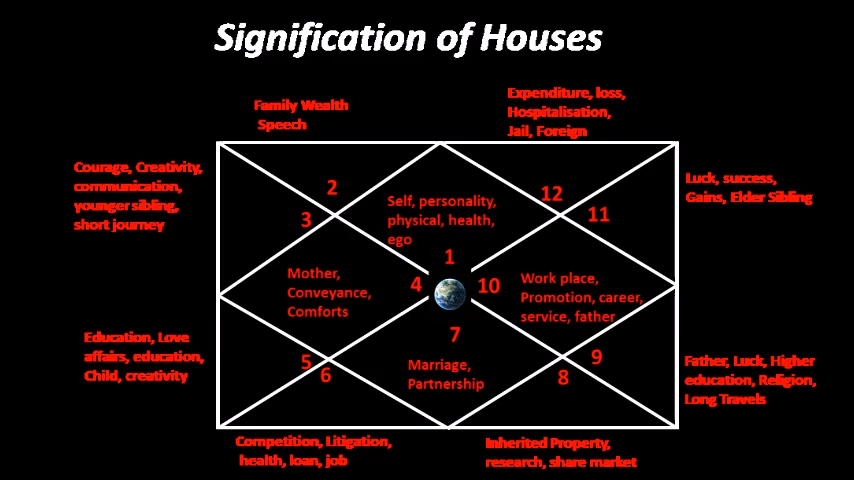 Signification of Houses
Family Wealth
Speech
Expenditure, loss,
Hospitalisation,
Jail, Foreign
Courage, Creativity,
communication,
younger sibling,
short journey
2
3
Self, personality,
physical, health,
ego
1
12
11
Luck, success,
Gains, Elder Sibling
Mother,
Conveyance,
Comforts
4
10
Work place,
Promotion, career,
service, father
7
Marriage,
Partnership
Education, Love
affairs, education,
Child, creativity
5
6
9
8
Father, Luck, Higher
education, Religion,
Long Travels
Competition, Litigation,
health, loan, job
Inherited Property,
research, share market